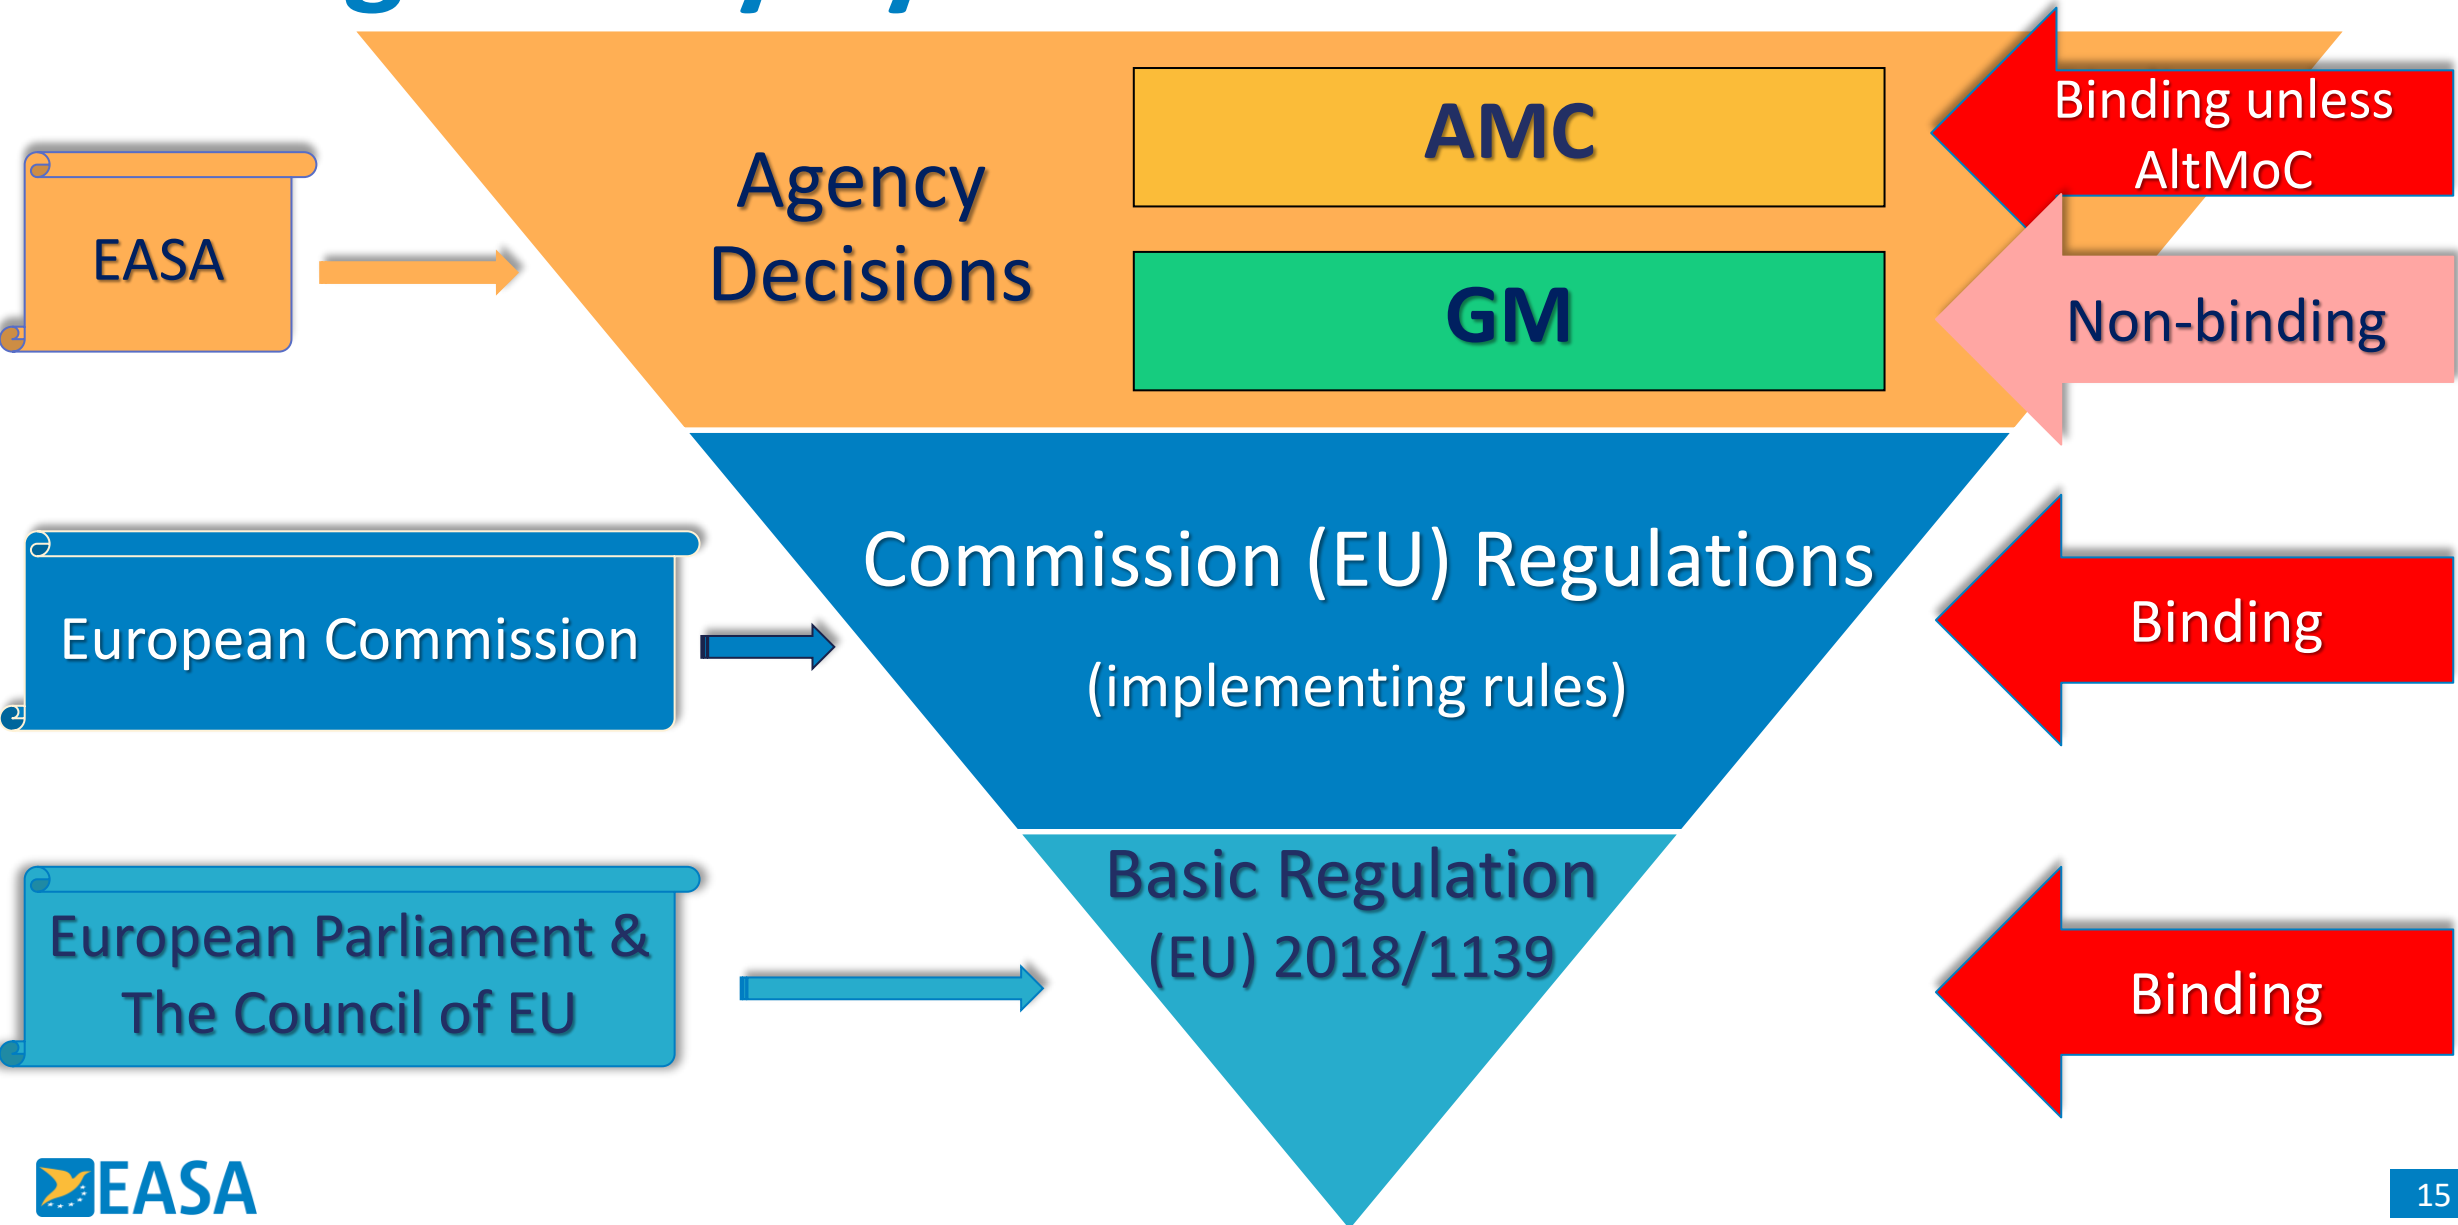 AMC
Binding unless
AltMoC
Agency
Decisions
EASA
GM
Non-binding
Commission (EU) Regulations
European Commission
(implementing rules)
Binding
Basic Regulation
(EU) 2018/1139
European Parliament &
The Council of EU
Binding
EASA
15